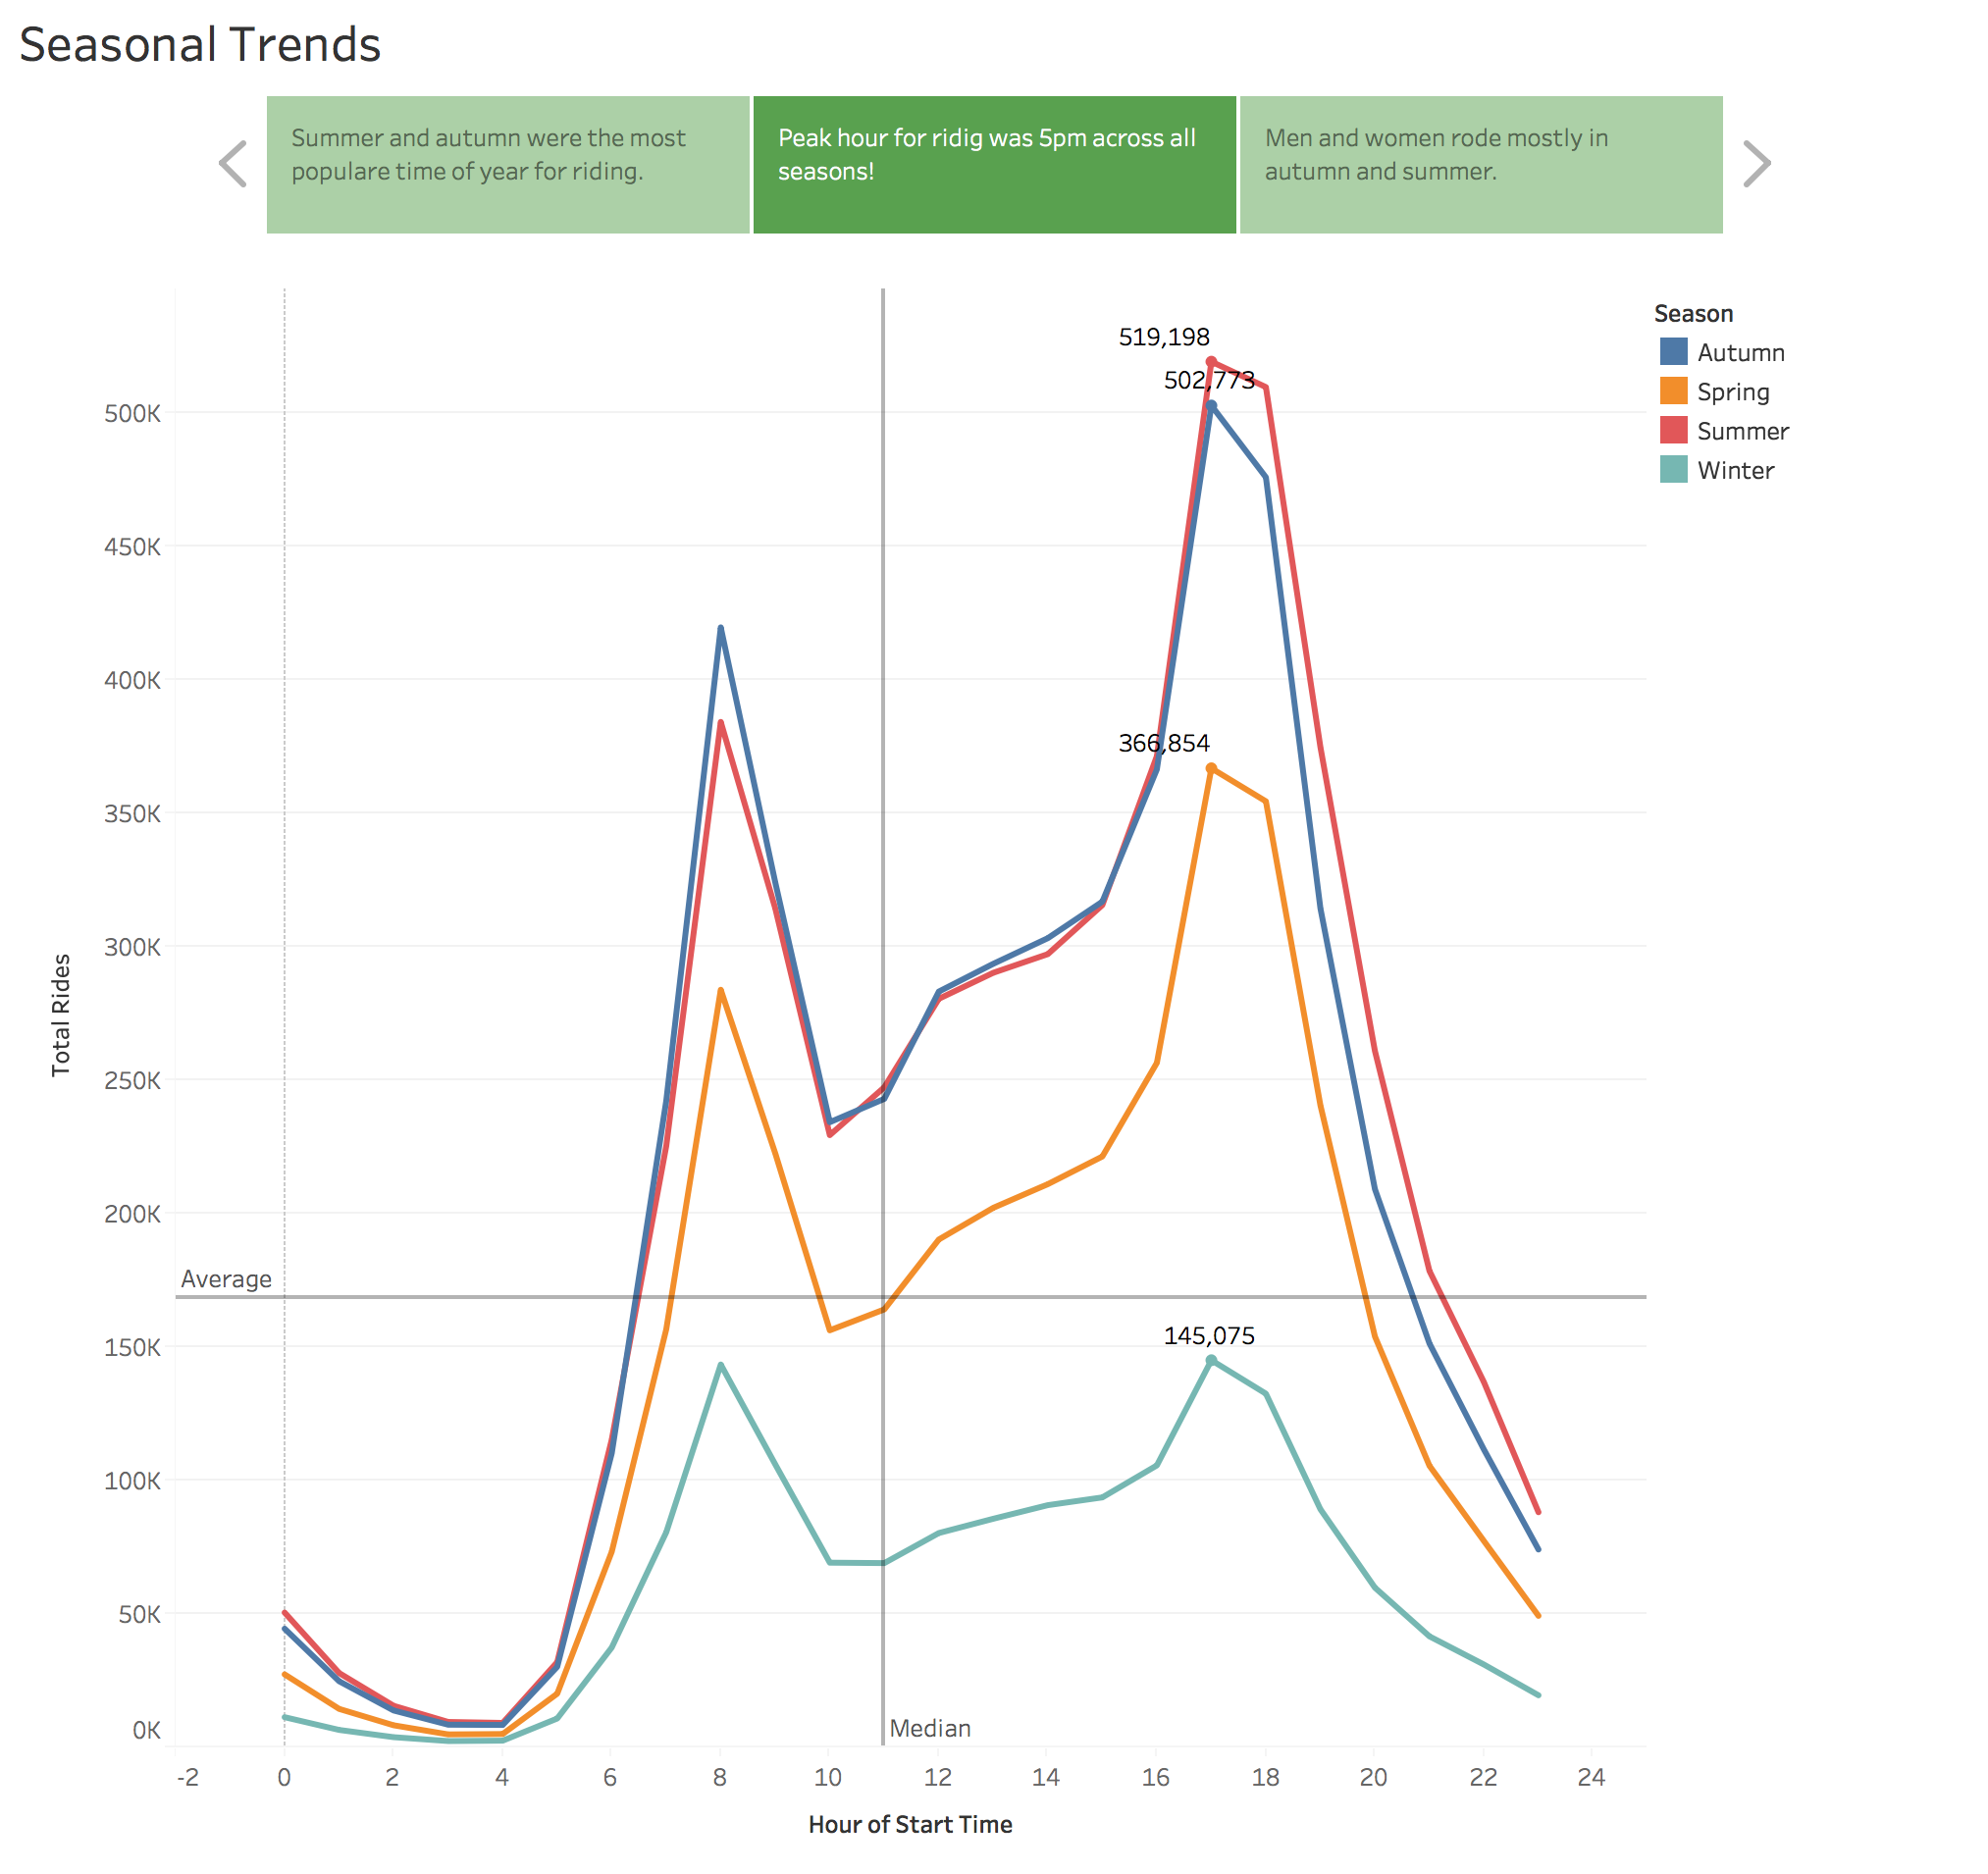 Seasonal Trends
Summer and autumn were the most
populare time of year for riding.
Peak hour for ridig was 5pm across all
seasons!
Men and women rode mostly in
autumn and summer.
Season
Autumn
Spring
Summer
Winter
519,198
502,773
366,854
145,075
500K
450K
400K
350K
300K
250K
200K
150K
100K
50K
0K
Total Rides
Average
Median
-2 0 2 4 6 8 10 12 14 16 18 20 22 24
Hour of Start Time